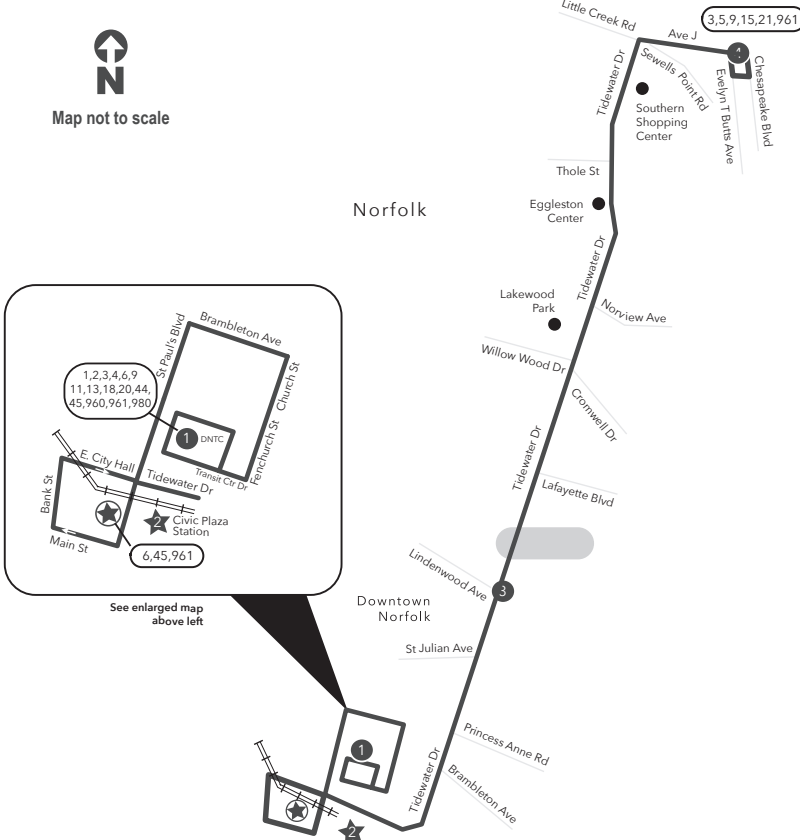 Little Creek Rd
3,5,9,15,21,961
Ave J
4
Tidewater Dr
Sewells Point Rd
Evelyn T Butts Ave
Chesapeake Blvd
N
Map not to scale
Southern
Shopping
Center
Thole St
Norfolk
Eggleston
Center
Tidewater Dr
Lakewood
Park
Norview Ave
Willow Wood Dr
Cromwell Dr
Tidewater Dr
Lafayette Blvd
St Paul's Blvd
Brambleton Ave
Church St
1,2,3,4,6,9
11,13,18,20,44,
45,960,961,980
1
DNTC
Fenchurch St
Transit Ctr Dr
E. City Hall
Tidewater Dr
Bank St
2
Civic Plaza
Station
Main St
6,45,961
Lindenwood Ave
3
See enlarged map
above left
Downtown
Norfolk
St Julian Ave
1
Princess Anne Rd
Tidewater Dr
Brambleton Ave
2